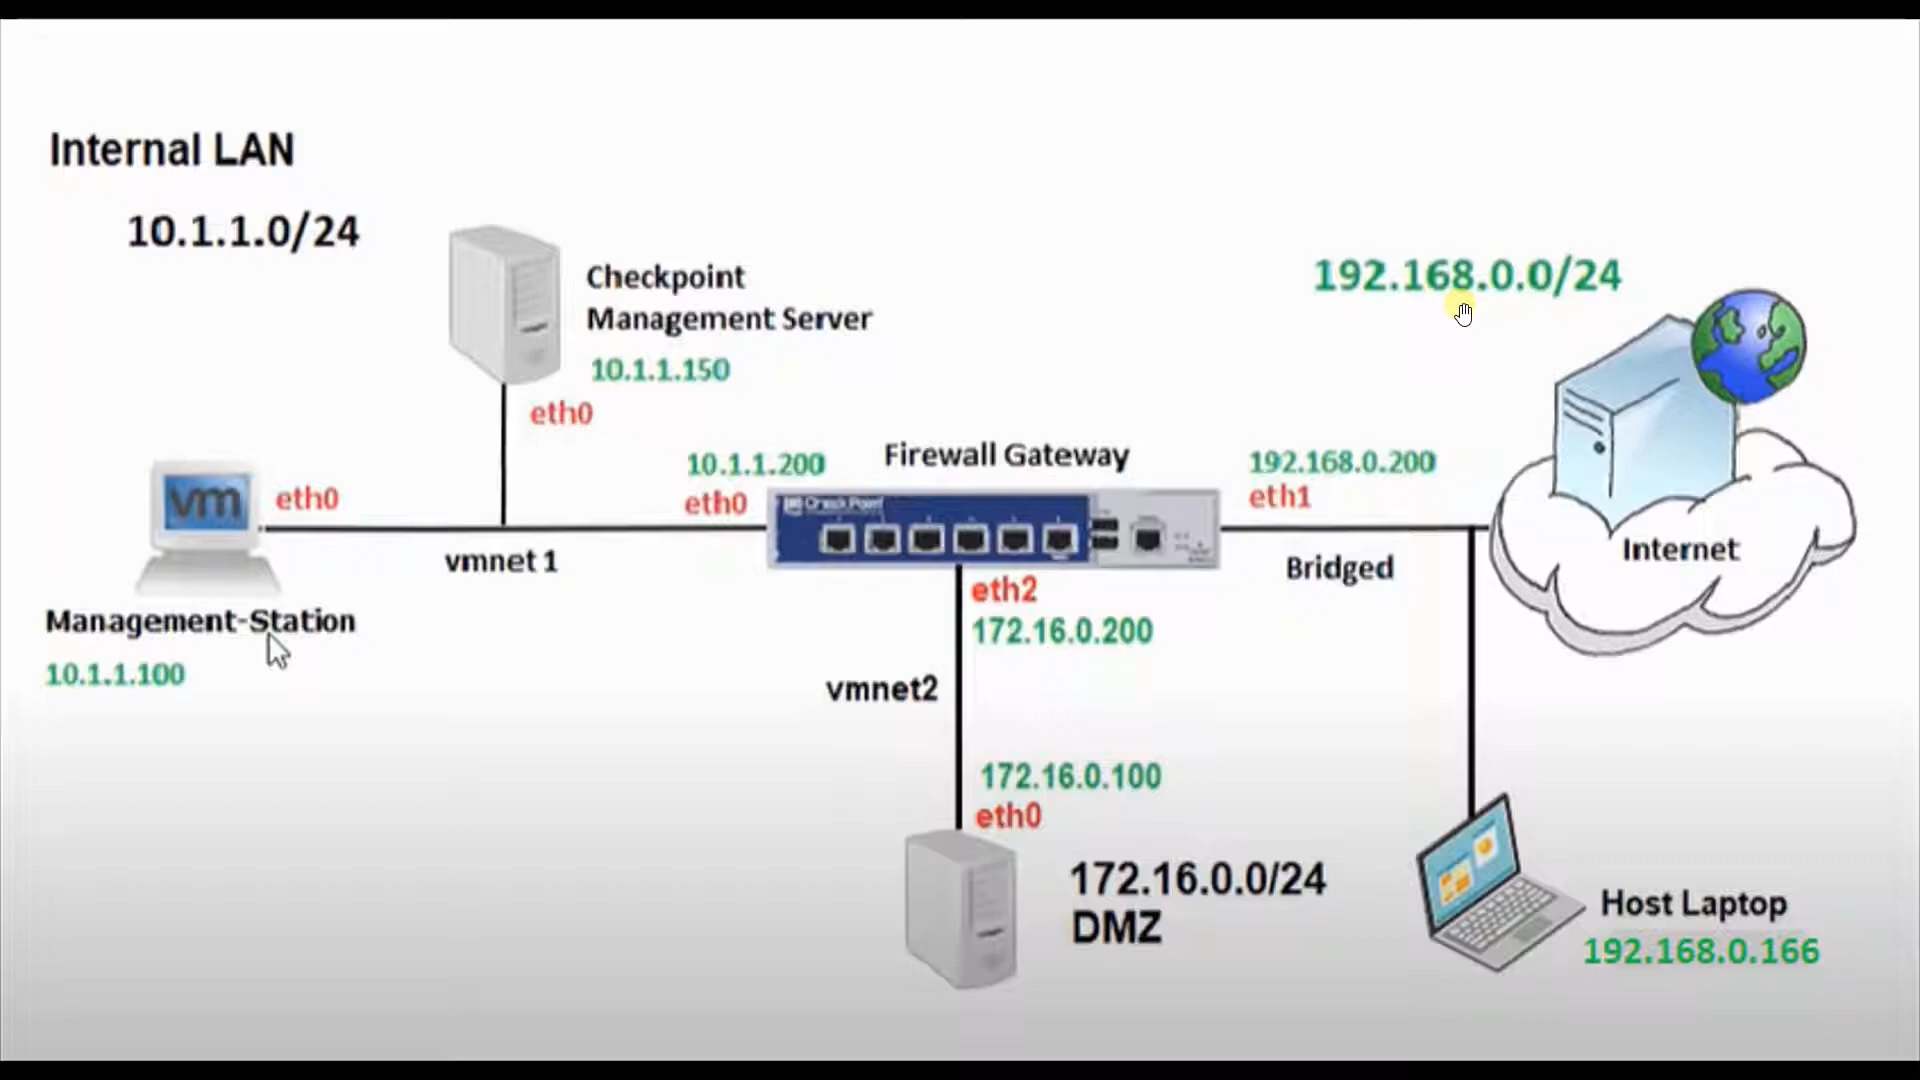 Internal LAN
10.1.1.0/24
Checkpoint
Management Server
10.1.1.150
eth0
192.168.0.0/24
vm
eth0
Management-Station
10.1.1.100
vmnet 1
10.1.1.200
eth0
Firewall Gateway
Check Point
192.168.0.200
eth1
Bridged
Internet
eth2
172.16.0.200
vmnet2
172.16.0.100
eth0
172.16.0.0/24
DMZ
Host Laptop
192.168.0.166